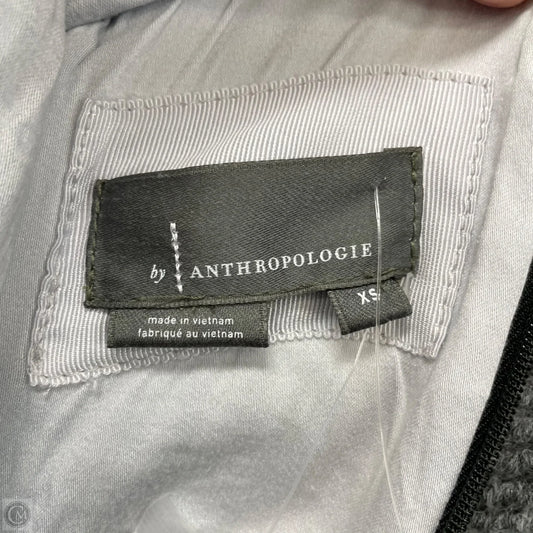 by ANTHROPOLOGIE
XS
made in vietnam
fabriqué au vietnam